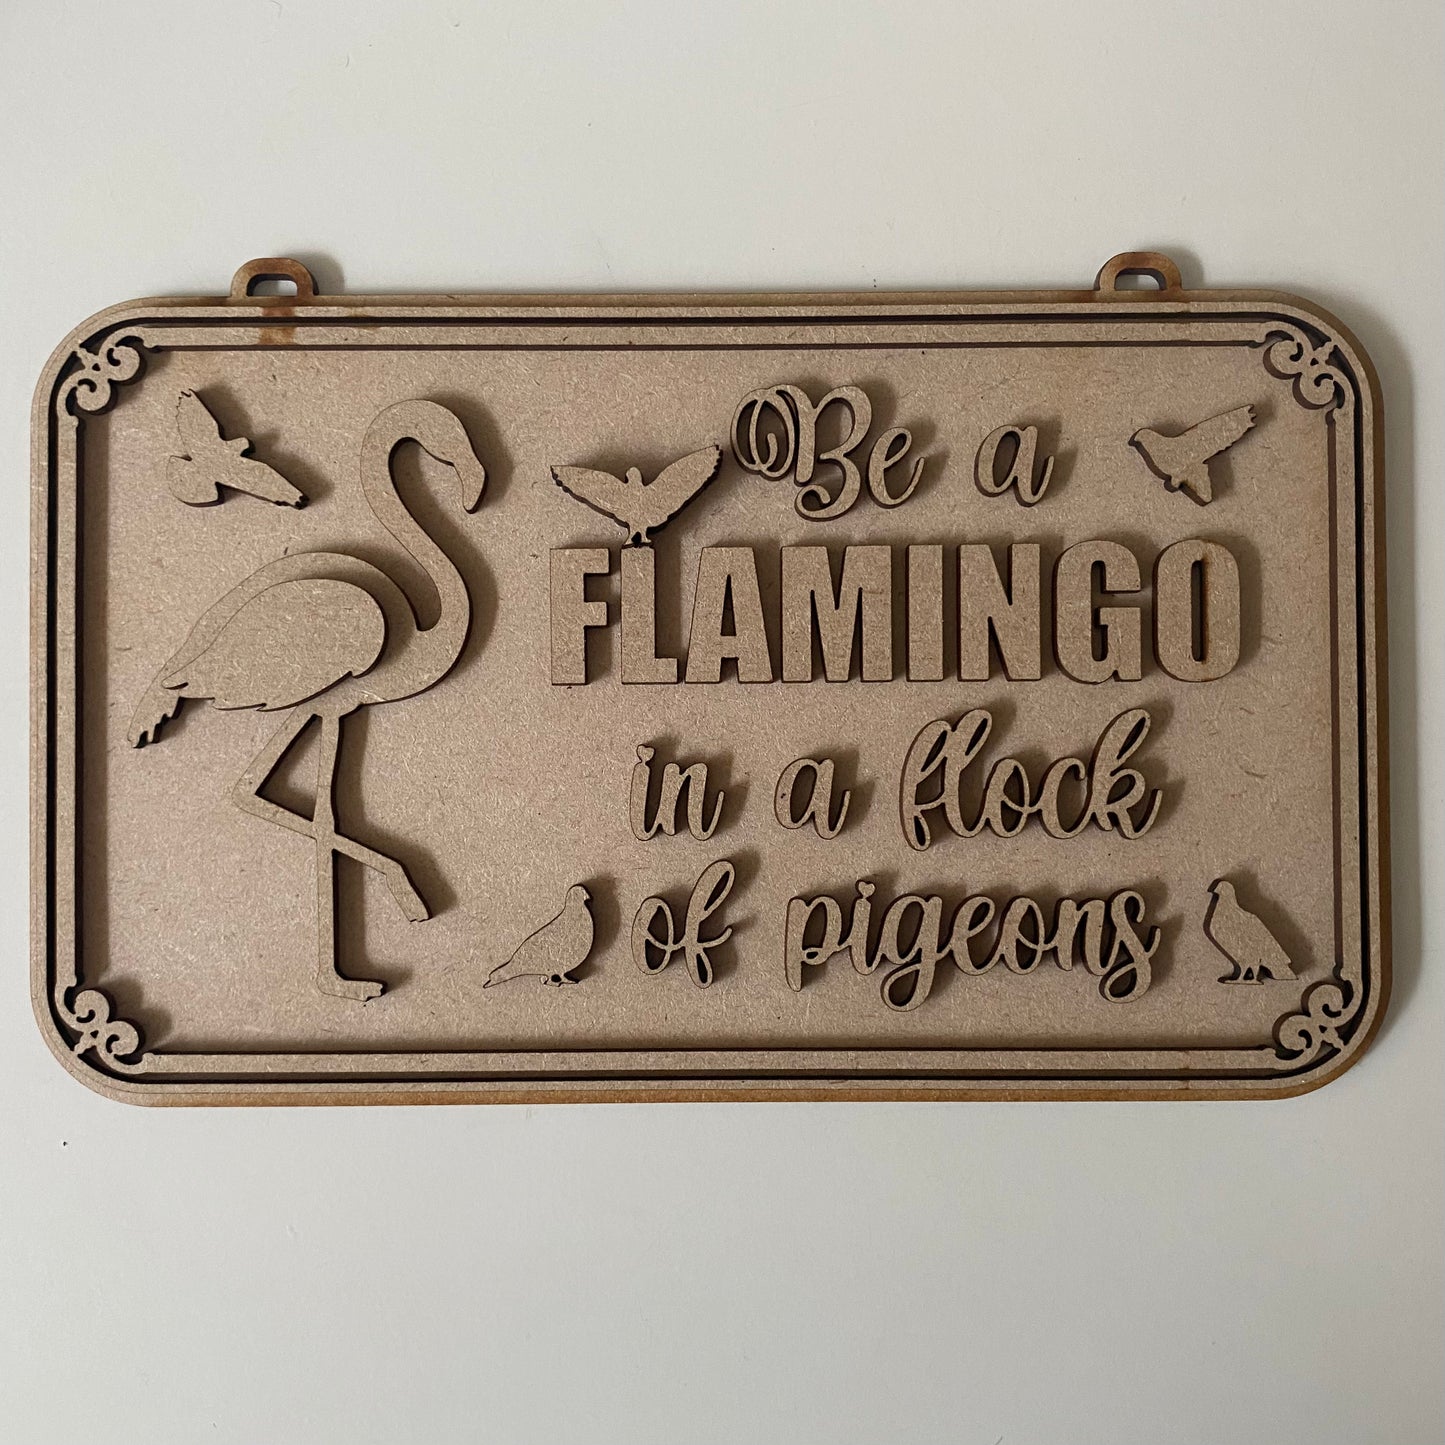 Be a
FLAMINGO
in a flock
of pigeons